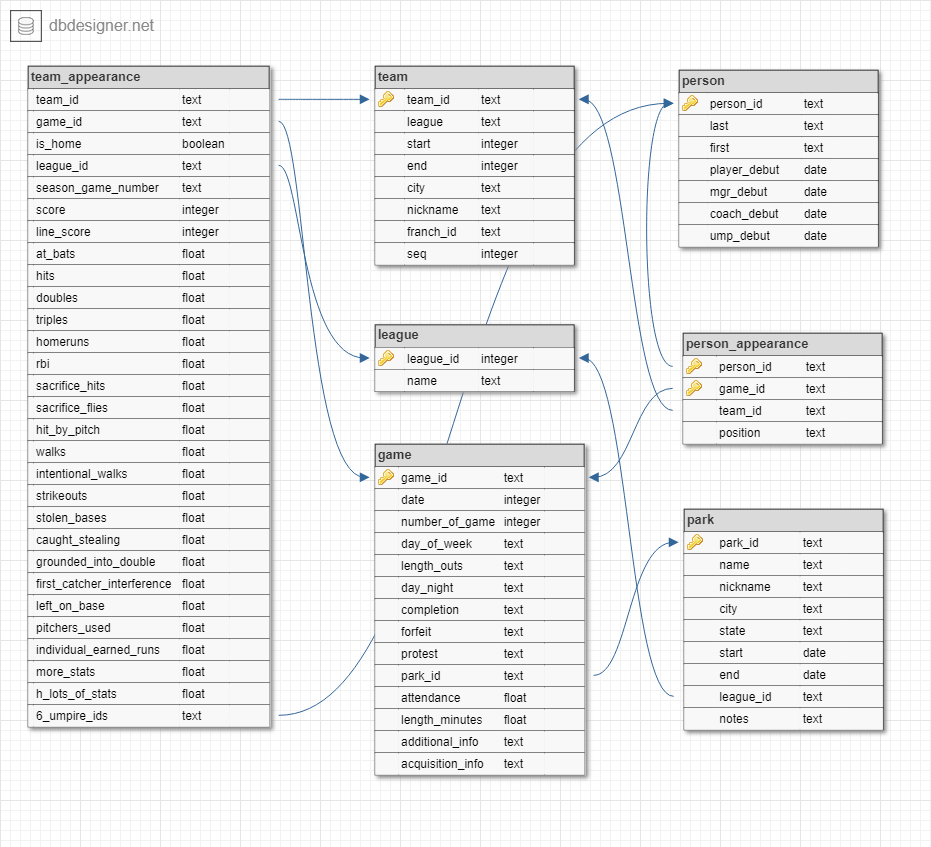 dbdesigner.net
team_appearance
team_id text
game_id text
is_home boolean
league_id text
season_game_number text
score integer
line_score integer
at_bats float
hits float
doubles float
triples float
homeruns float
rbi float
sacrifice_hits float
sacrifice_flies float
hit_by_pitch float
walks float
intentional_walks float
strikeouts float
stolen_bases float
caught_stealing float
grounded_into_double float
first_catcher_interference float
left_on_base float
pitchers_used float
individual_earned_runs float
more_stats float
h_lots_of_stats float
6_umpire_ids text
team
team_id text
league text
start integer
end integer
city text
nickname text
franch_id text
seq integer
league
league_id integer
name text
game
game_id text
date integer
number_of_game integer
day_of_week text
length_outs text
day_night text
completion text
forfeit text
protest text
park_id text
attendance float
length_minutes float
additional_info text
acquisition_info text
person
person_id text
last text
first text
player_debut date
mgr_debut date
coach_debut date
ump_debut date
person_appearance
person_id text
game_id text
team_id text
position text
park
park_id text
name text
nickname text
city text
state text
start date
end date
league_id text
notes text